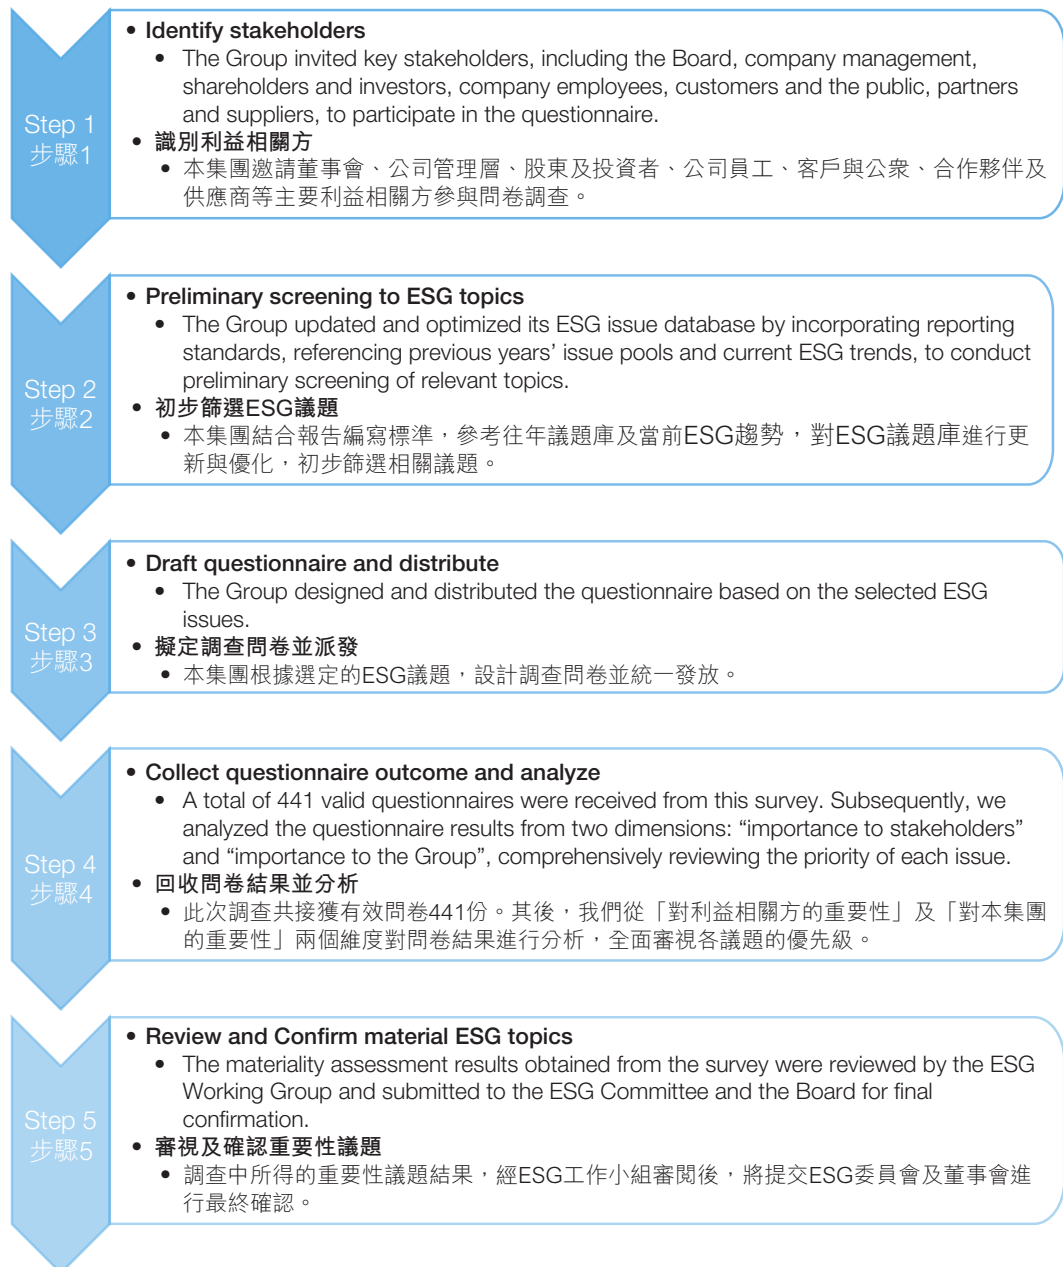 Step 1
步驟1
• Identify stakeholders
• The Group invited key stakeholders, including the Board, company management,
shareholders and investors, company employees, customers and the public, partners
and suppliers, to participate in the questionnaire.
• 識別利益相關方
• 本集團邀請董事會、公司管理層、股東及投資者、公司員工、客戶與公衆、合作夥伴及
供應商等主要利益相關方參與問卷調查。
Step 2
步驟2
• Preliminary screening to ESG topics
• The Group updated and optimized its ESG issue database by incorporating reporting
standards, referencing previous years’ issue pools and current ESG trends, to conduct
preliminary screening of relevant topics.
• 初步篩選ESG議題
• 本集團結合報告編寫標準，參考往年議題庫及當前ESG趨勢，對ESG議題庫進行更
新與優化，初步篩選相關議題。
Step 3
步驟3
• Draft questionnaire and distribute
• The Group designed and distributed the questionnaire based on the selected ESG
issues.
• 擬定調查問卷並派發
• 本集團根據選定的ESG議題，設計調查問卷並統一發放。
Step 4
步驟4
• Collect questionnaire outcome and analyze
• A total of 441 valid questionnaires were received from this survey. Subsequently, we
analyzed the questionnaire results from two dimensions: “importance to stakeholders”
and “importance to the Group”, comprehensively reviewing the priority of each issue.
• 回收問卷結果並分析
• 此次調查共接獲有效問卷441份。其後，我們從「對利益相關方的重要性」及「對本集團
的重要性」兩個維度對問卷結果進行分析，全面審視各議題的優先級。
Step 5
步驟5
• Review and Confirm material ESG topics
• The materiality assessment results obtained from the survey were reviewed by the ESG
Working Group and submitted to the ESG Committee and the Board for final
confirmation.
• 審視及確認重要性議題
• 調查中所得的重要性議題結果，經ESG工作小組審閱後，將提交ESG委員會及董事會進
行最終確認。